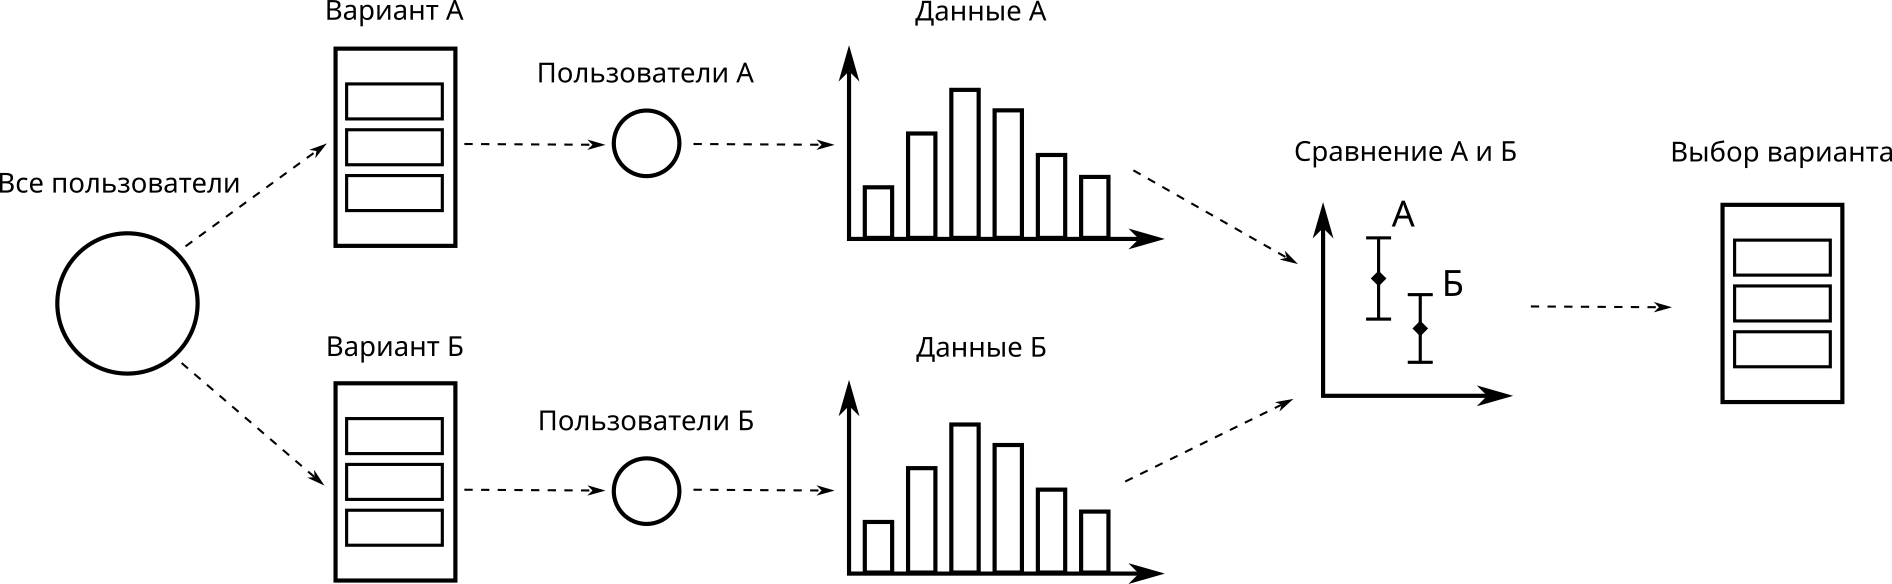 Все пользователи
Вариант А
Пользователи А
Данные А
Вариант Б
Пользователи Б
Данные Б
Сравнение А и Б
А
Б
Выбор варианта